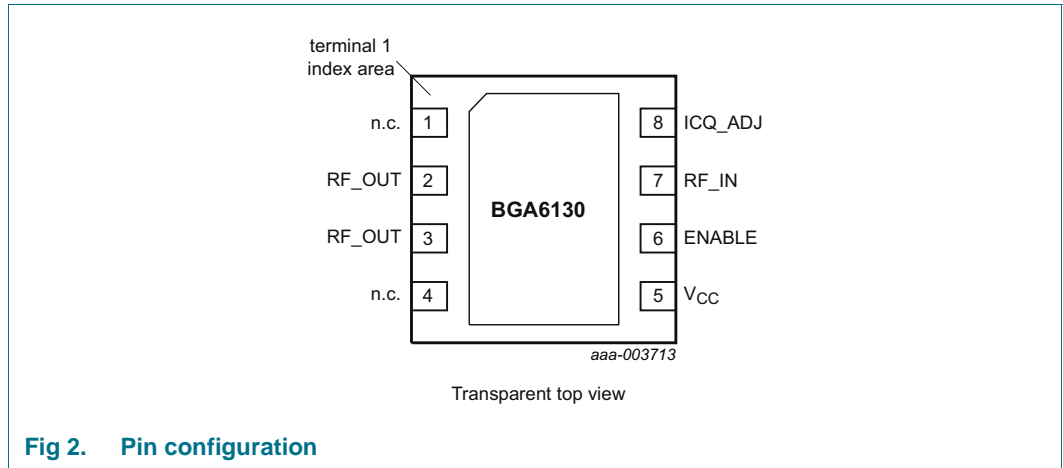 terminal 1
index area
n.c. 1
RF_OUT 2
RF_OUT 3
n.c. 4
BGA6130
8 ICQ_ADJ
7 RF_IN
6 ENABLE
5 VCC
aaa-003713
Transparent top view
Fig 2. Pin configuration